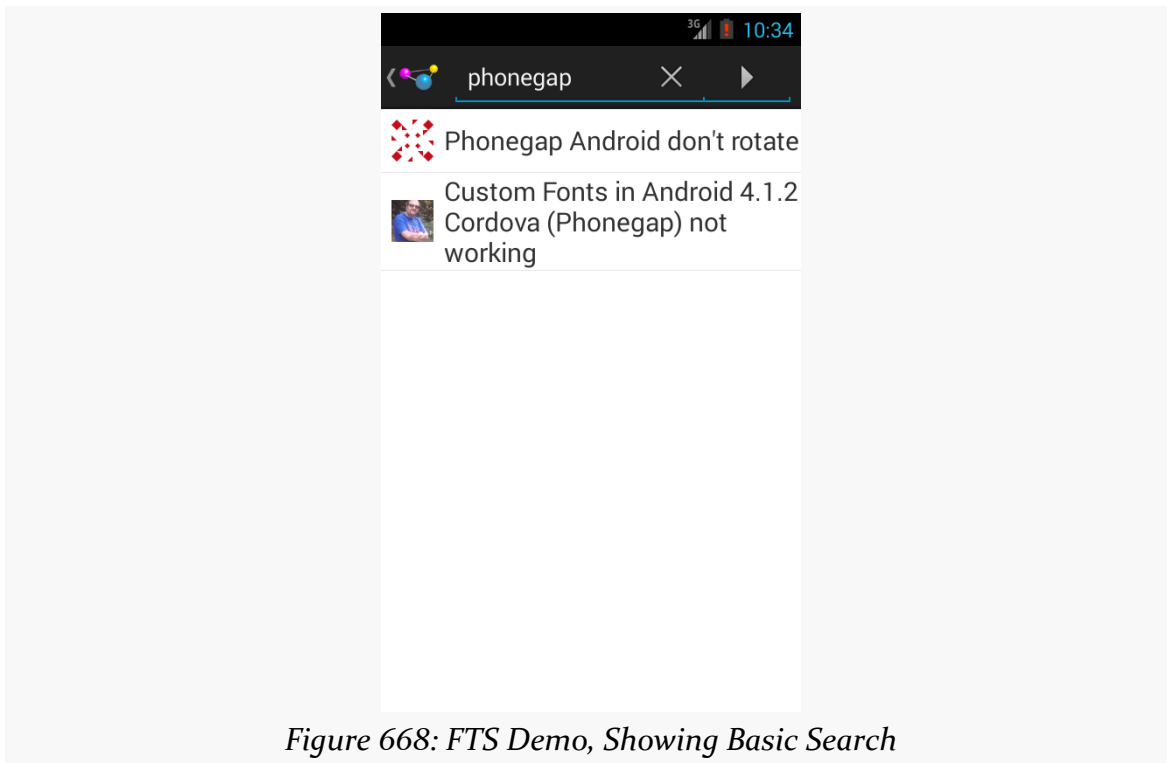 3G
10:34
phonegap
Phonegap Android don't rotate
Custom Fonts in Android 4.1.2
Cordova (Phonegap) not
working
Figure 668: FTS Demo, Showing Basic Search